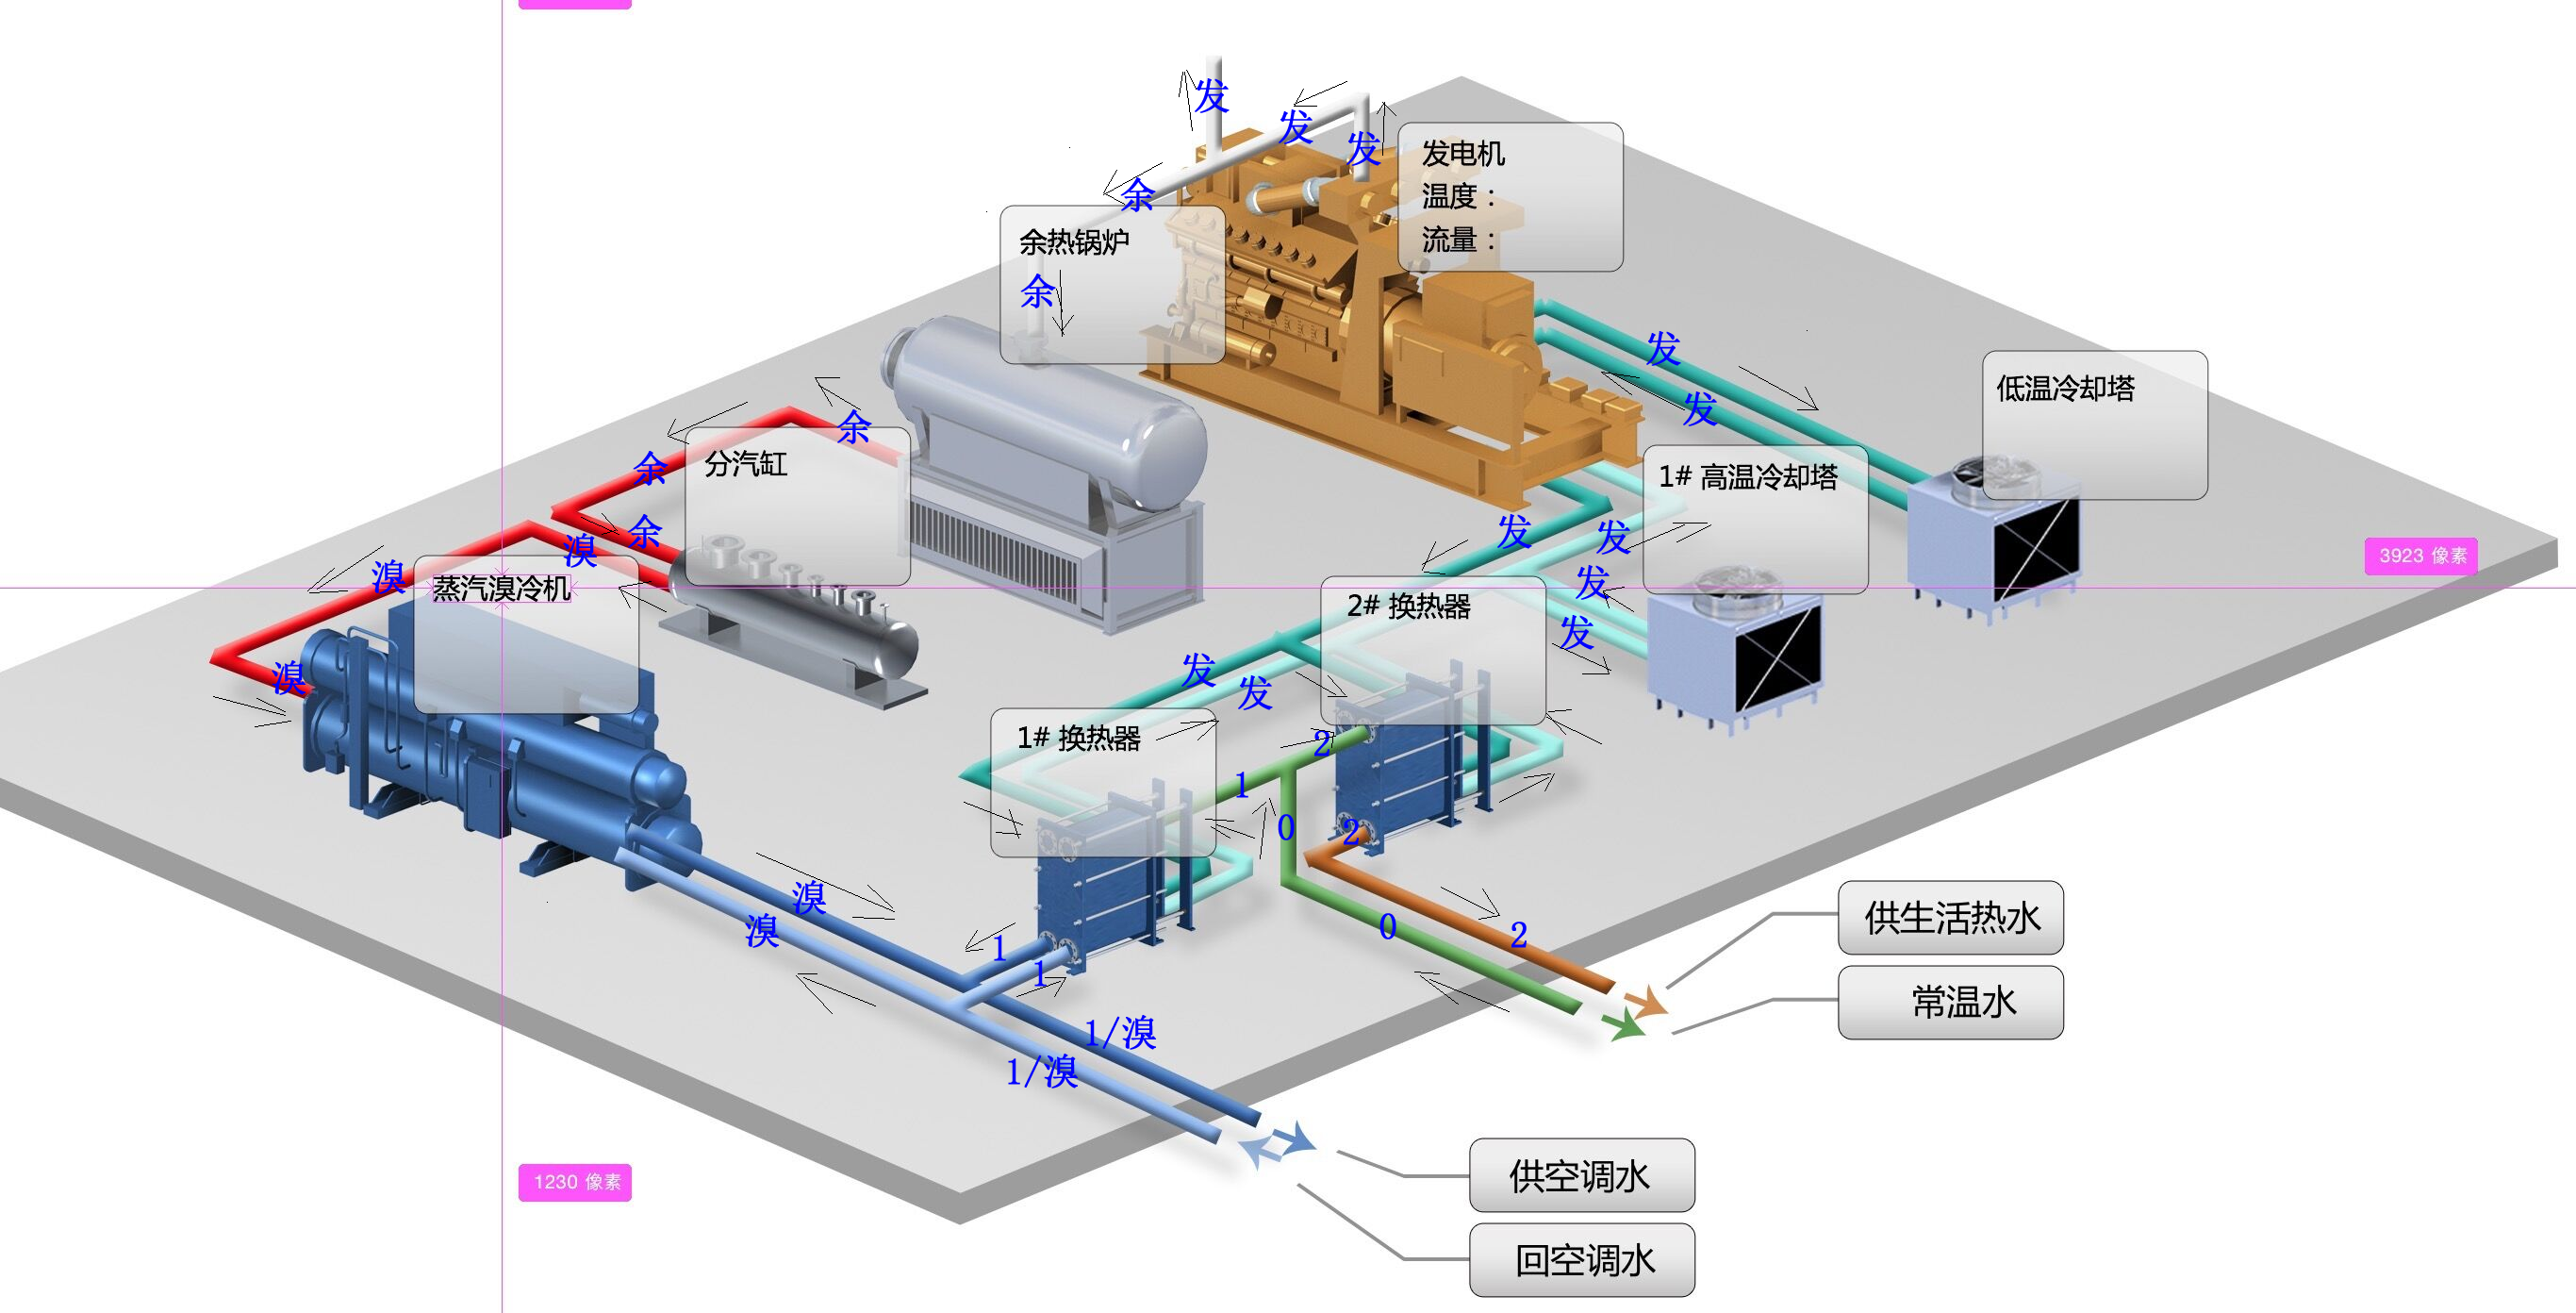 发
发
发
发电机
温度：
流量：
余
余热锅炉
余
发
发
低温冷却塔
余
余
分汽缸
1# 高温冷却塔
余
溴
发
发
3923 像素
溴
蒸汽溴冷机
发
2# 换热器
发
溴
发
发
1# 换热器
2
1
0
2
溴
溴
0
2
供生活热水
1
1
常温水
1/溴
1/溴
供空调水
1230 像素
回空调水